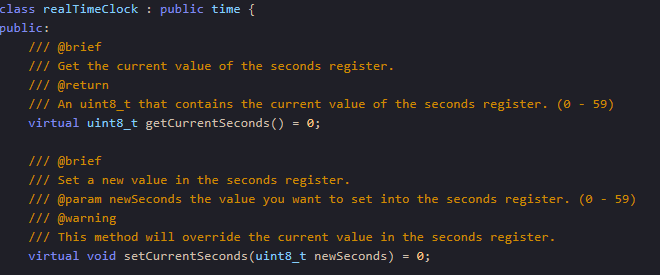 class realTimeClock : public time {
public:
/// @brief
/// Get the current value of the seconds register.
/// @return
/// An uint8_t that contains the current value of the seconds register. (0 - 59)
virtual uint8_t getCurrentSeconds() = 0;
/// @brief
/// Set a new value in the seconds register.
/// @param newSeconds the value you want to set into the seconds register. (0 - 59)
/// @warning
/// This method will override the current value in the seconds register.
virtual void setCurrentSeconds(uint8_t newSeconds) = 0;